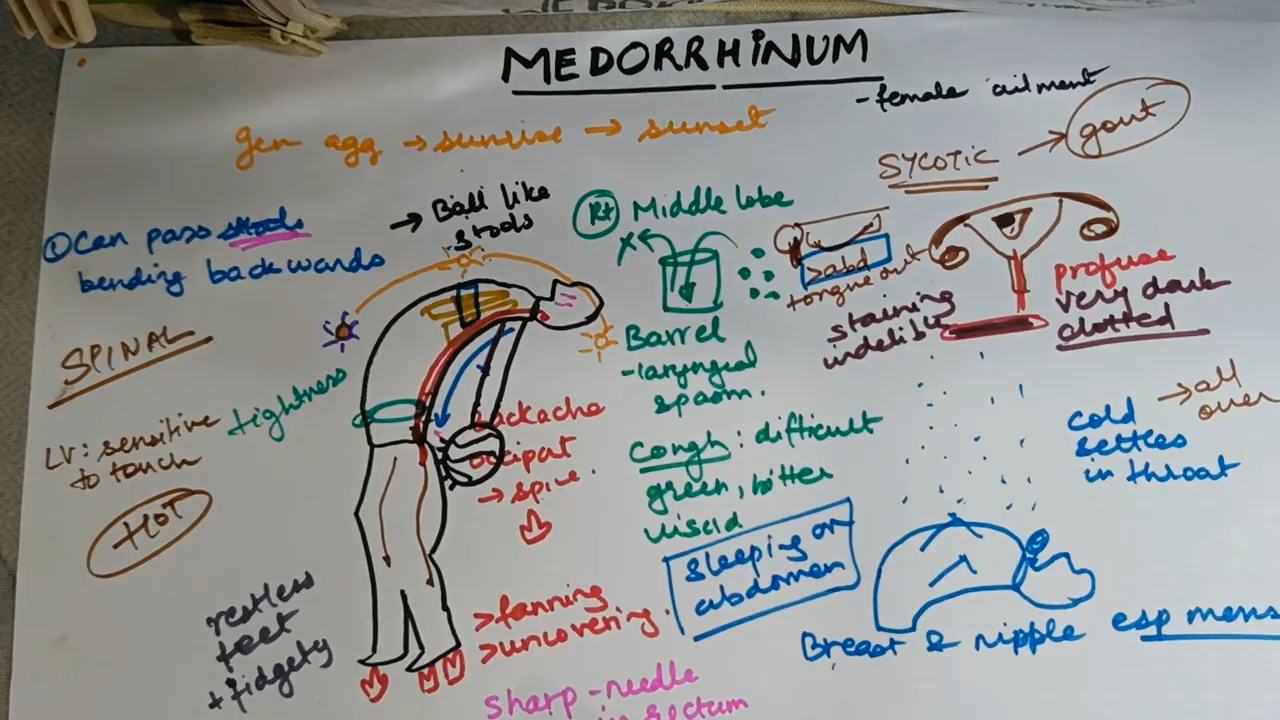 MEDORRHINUM
- female ailment
gen agg → sunrise → sunset
SYCOTIC → gout
① Can pass stools
bending backwards
→ Ball like
stools
Rt Middle lobe
x
>abd
tongue out
Barrel
- laryngeal
spasm.
staining
indelible
profuse
very dark
clotted
SPINAL
tightness
LV: sensitive
to touch
HOT
backache
occiput
→ spine.
Cough: difficult
green, bitter
viscid
cold → all
over
settles
in throat
sleeping on
abdomen
restless
feet
+ fidgety
>fanning
>uncovering.
Breast & nipple esp mens
sharp - needle
in rectum